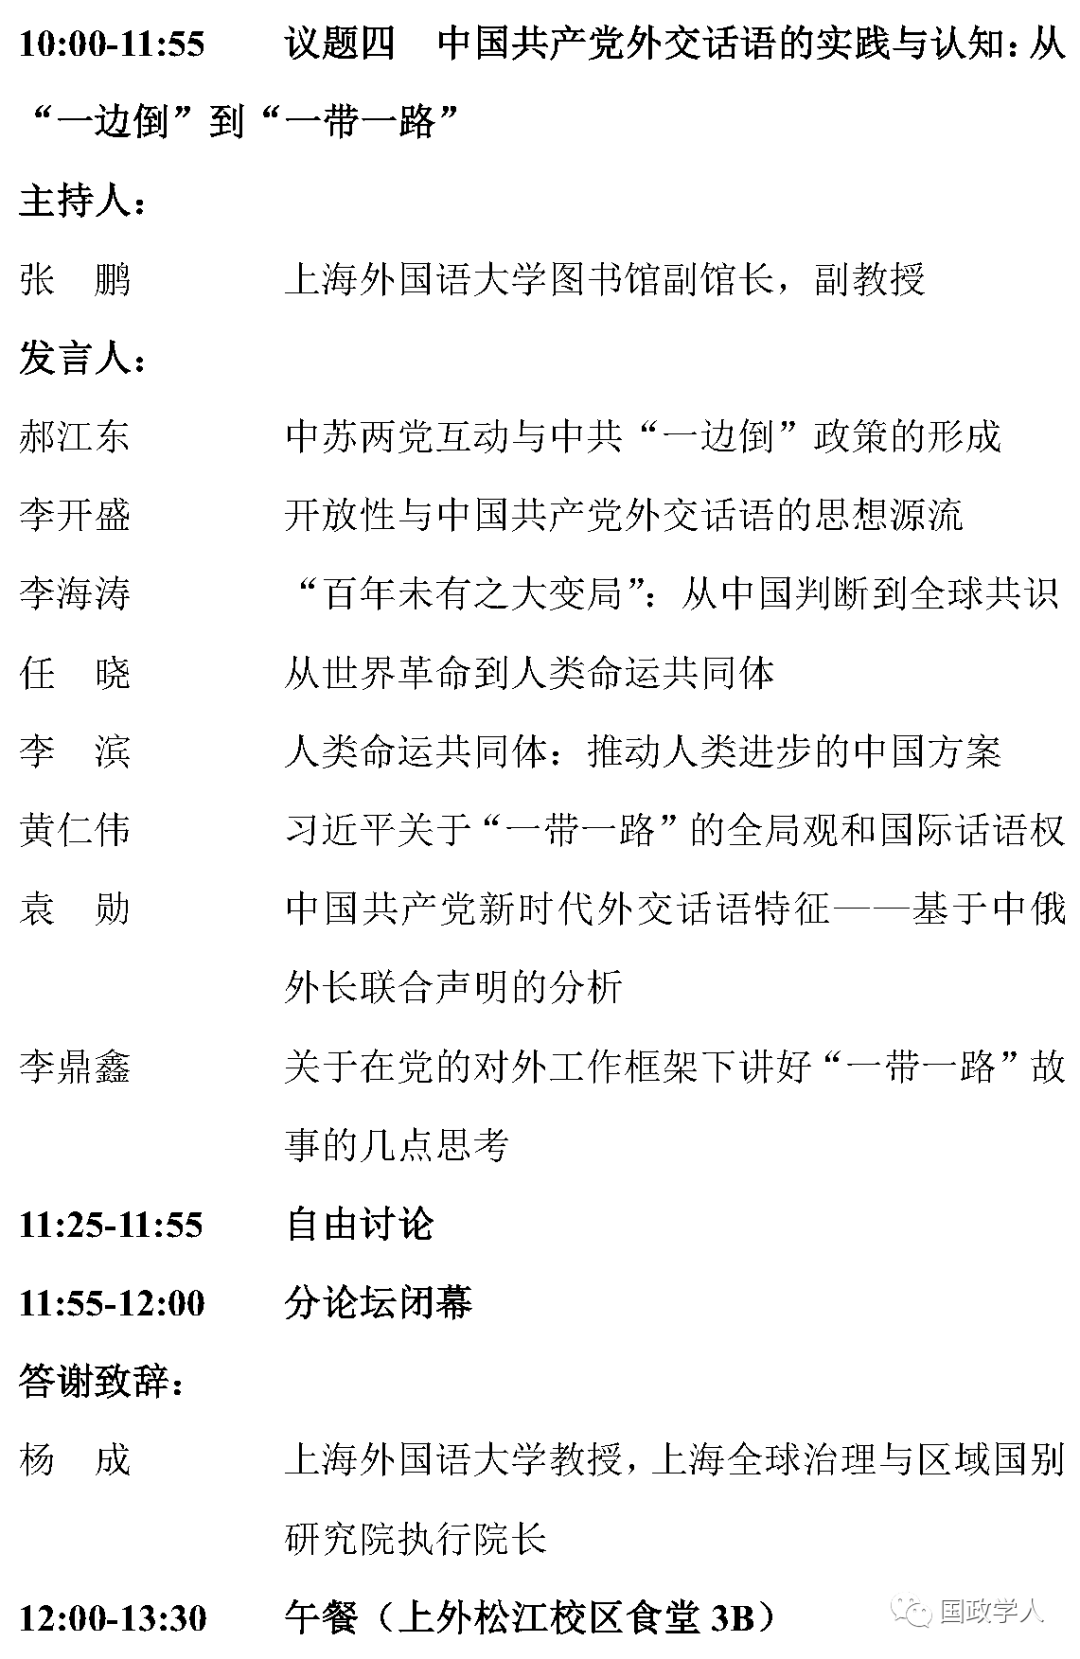 10:00-11:55 议题四 中国共产党外交话语的实践与认知：从
“一边倒”到“一带一路”
主持人：
张 鹏 上海外国语大学图书馆副馆长，副教授
发言人：
郝江东 中苏两党互动与中共“一边倒”政策的形成
李开盛 开放性与中国共产党外交话语的思想源流
李海涛 “百年未有之大变局”：从中国判断到全球共识
任 晓 从世界革命到人类命运共同体
李 滨 人类命运共同体：推动人类进步的中国方案
黄仁伟 习近平关于“一带一路”的全局观和国际话语权
袁 勋 中国共产党新时代外交话语特征——基于中俄
外长联合声明的分析
李鼎鑫 关于在党的对外工作框架下讲好“一带一路”故
事的几点思考
11:25-11:55 自由讨论
11:55-12:00 分论坛闭幕
答谢致辞：
杨 成 上海外国语大学教授，上海全球治理与区域国别
研究院执行院长
12:00-13:30 午餐（上外松江校区食堂 3B）
国政学人